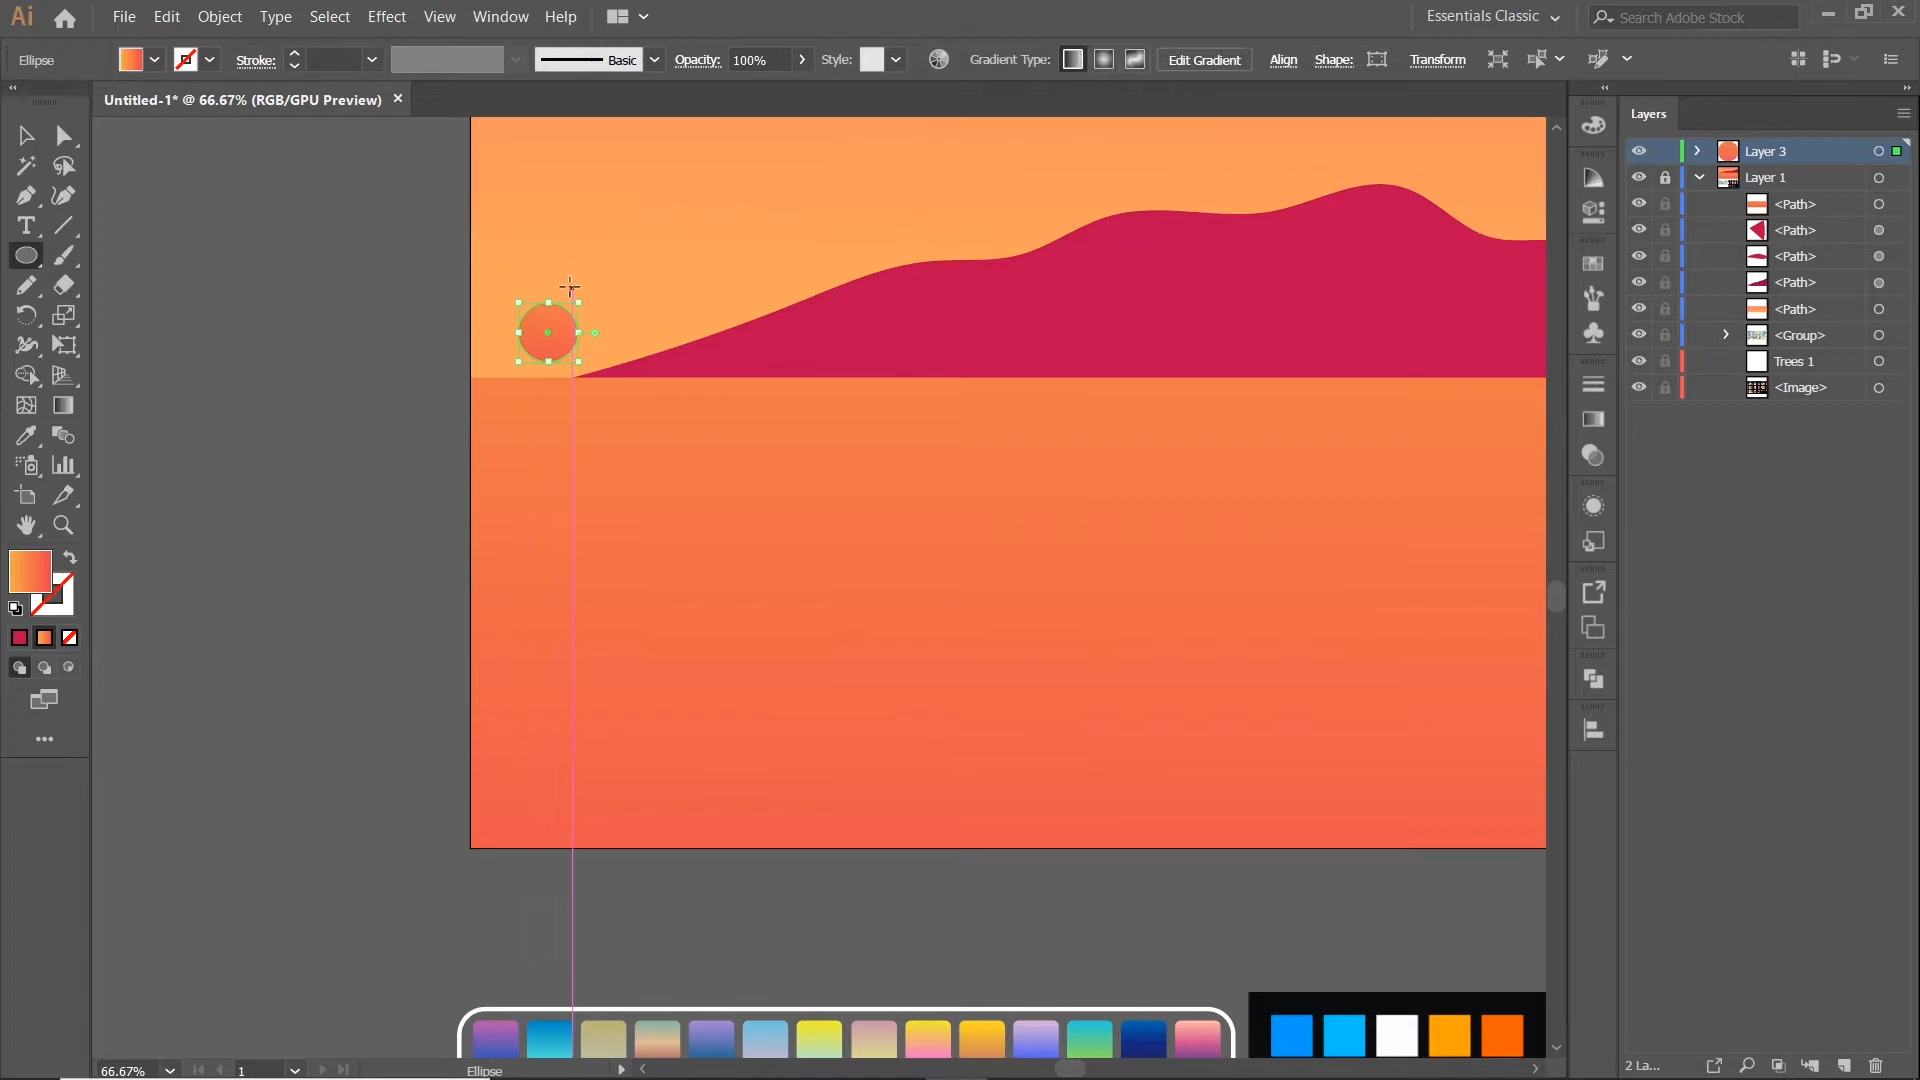 Ai File Edit Object Type Select Effect View Window Help Essentials Classic Search Adobe Stock
Ellipse Stroke: Basic Opacity: 100% Style: Gradient Type: Edit Gradient Align Shape: Transform
Untitled-1* @ 66.67% (RGB/GPU Preview)
Layers
Layer 3
Layer 1
<Path>
<Path>
<Path>
<Path>
<Path>
<Group>
Trees 1
<Image>
66.67% 1 Ellipse 2 La...